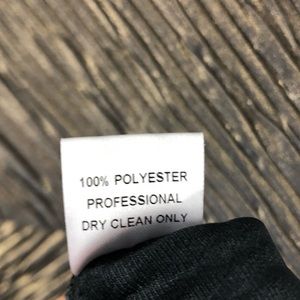 100% POLYESTER
PROFESSIONAL
DRY CLEAN ONLY